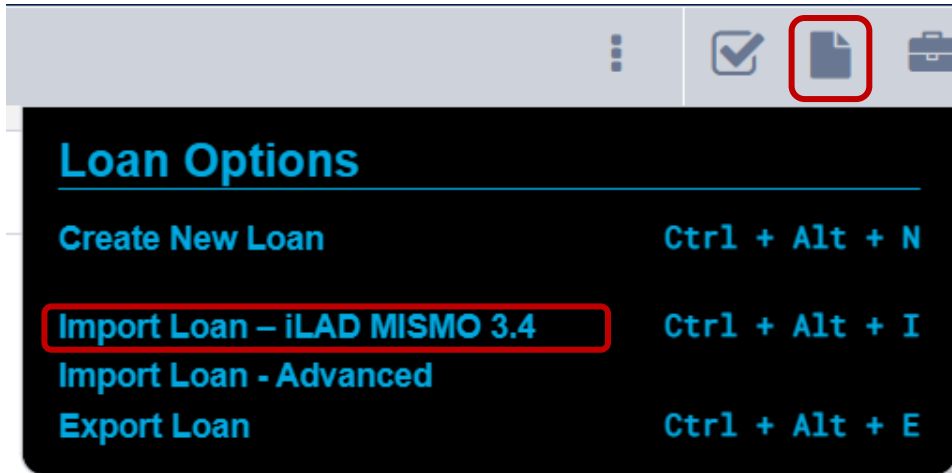 Loan Options
Create New Loan Ctrl + Alt + N
Import Loan – iLAD MISMO 3.4 Ctrl + Alt + I
Import Loan - Advanced
Export Loan Ctrl + Alt + E